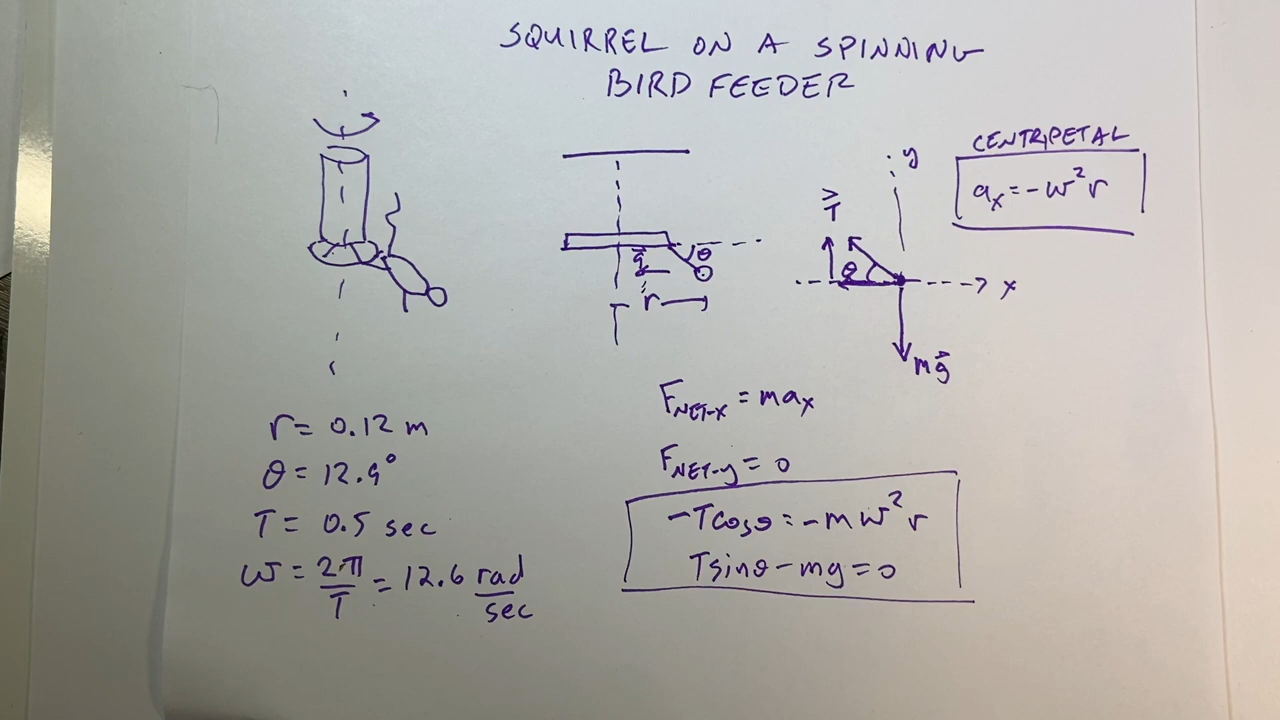 SQUIRREL ON A SPINNING
BIRD FEEDER
CENTRIPETAL
aₓ = -ω²r
y
T
θ
x
mg
θ
a
r
r = 0.12 m
θ = 12.9°
T = 0.5 sec
ω = 2π/T = 12.6 rad/sec
F_NET-x = maₓ
F_NET-y = 0
-Tcosθ = -mω²r
Tsinθ - mg = 0